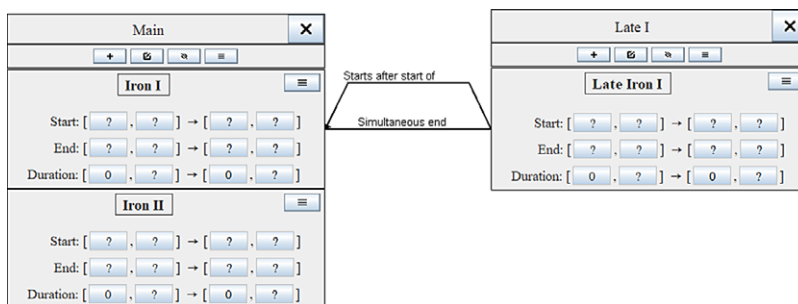 Main ×
+
≡
Iron I ≡
Start: [ ? , ? ] → [ ? , ? ]
End: [ ? , ? ] → [ ? , ? ]
Duration: [ 0 , ? ] → [ 0 , ? ]
Iron II ≡
Start: [ ? , ? ] → [ ? , ? ]
End: [ ? , ? ] → [ ? , ? ]
Duration: [ 0 , ? ] → [ 0 , ? ]
Starts after start of
Simultaneous end
Late I ×
+
≡
Late Iron I ≡
Start: [ ? , ? ] → [ ? , ? ]
End: [ ? , ? ] → [ ? , ? ]
Duration: [ 0 , ? ] → [ 0 , ? ]